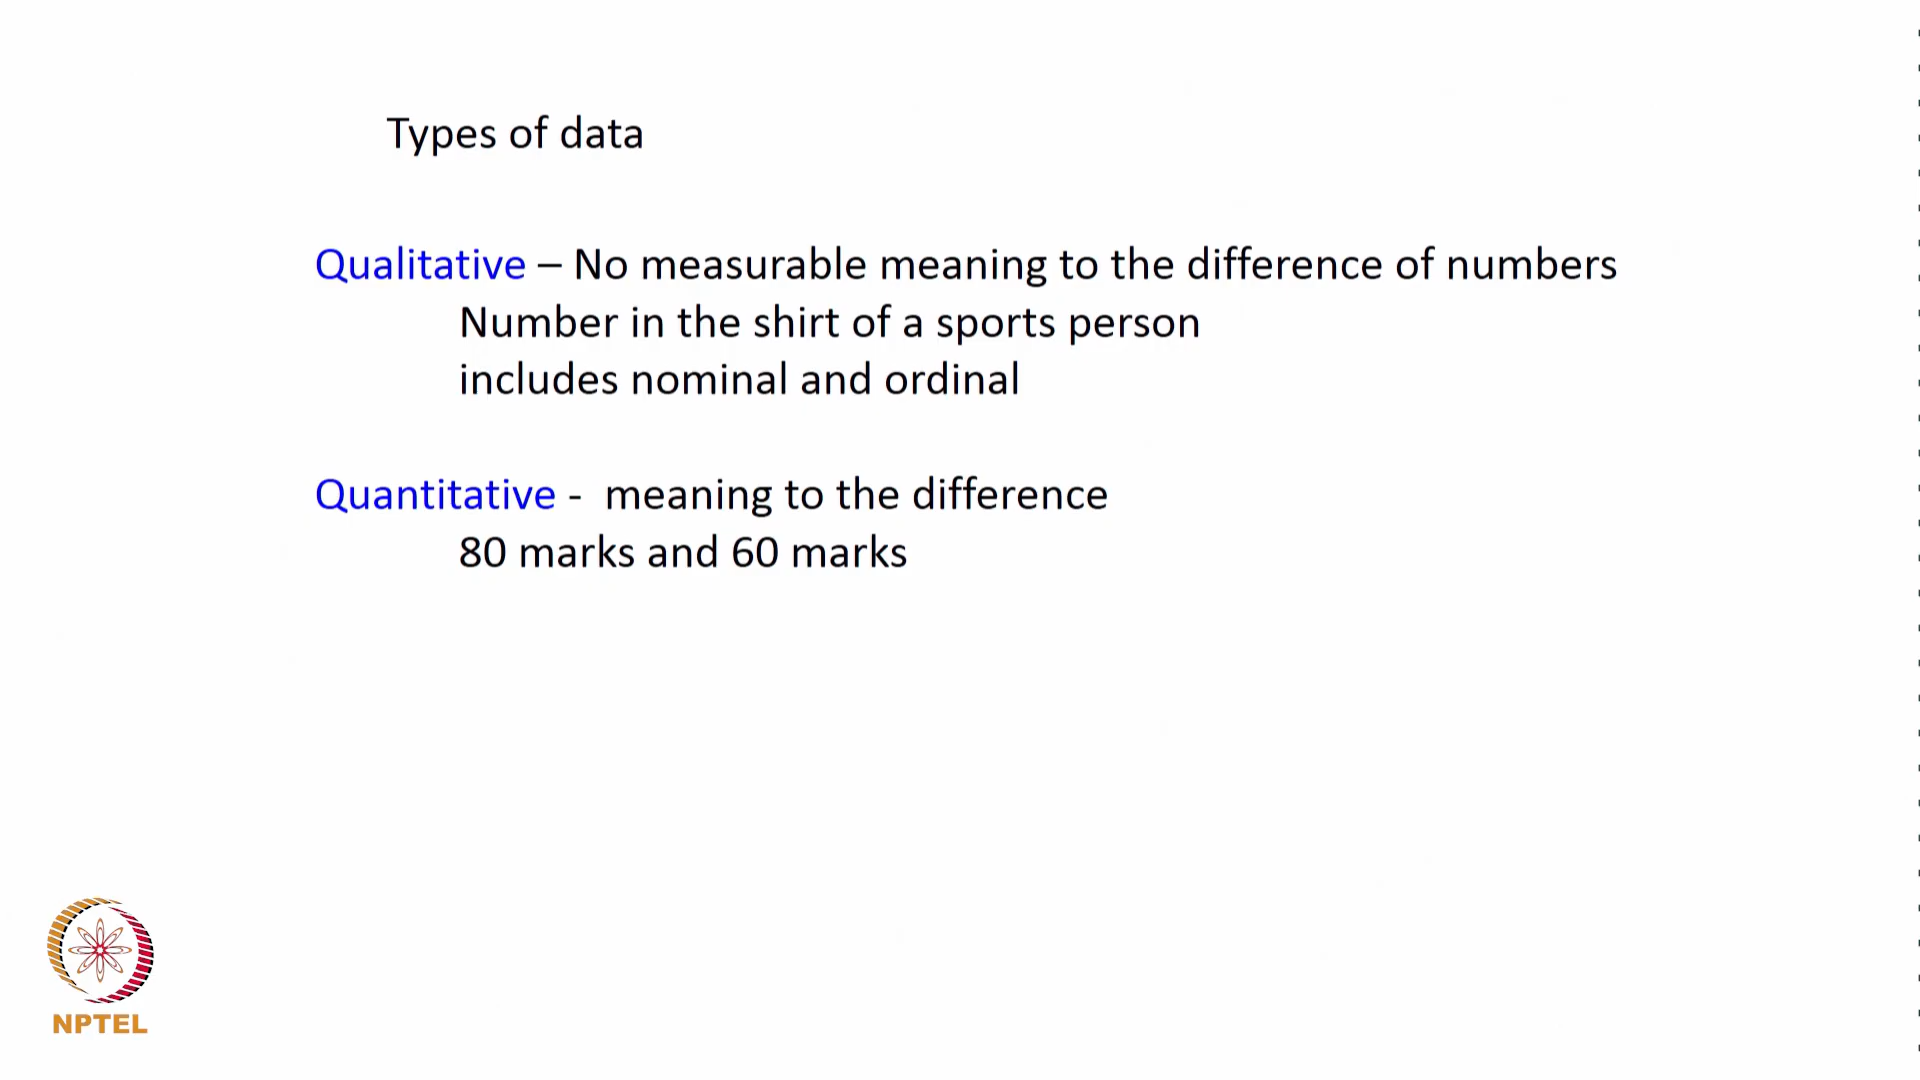 Types of data
Qualitative – No measurable meaning to the difference of numbers
Number in the shirt of a sports person
includes nominal and ordinal
Quantitative - meaning to the difference
80 marks and 60 marks
NPTEL